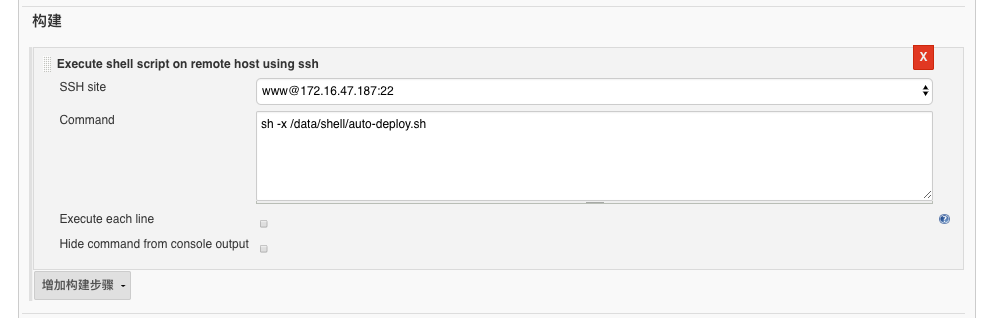 构建
Execute shell script on remote host using ssh
X
SSH site
www@172.16.47.187:22
Command
sh -x /data/shell/auto-deploy.sh
Execute each line
?
Hide command from console output
增加构建步骤